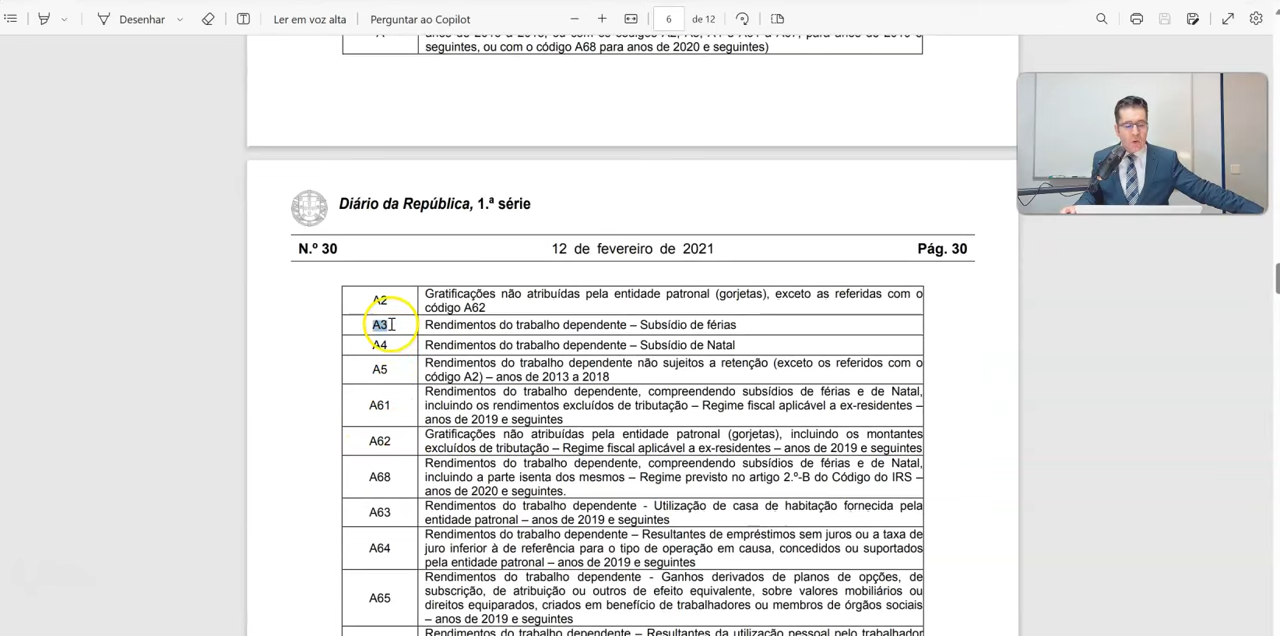 Desenhar
Ler em voz alta
Perguntar ao Copilot
6
de 12
seguintes, ou com o código A68 para anos de 2020 e seguintes)
Diário da República, 1.ª série
N.º 30
12 de fevereiro de 2021
Pág. 30
A2
Gratificações não atribuídas pela entidade patronal (gorjetas), exceto as referidas com o
código A62
A3
Rendimentos do trabalho dependente – Subsídio de férias
A4
Rendimentos do trabalho dependente – Subsídio de Natal
A5
Rendimentos do trabalho dependente não sujeitos a retenção (exceto os referidos com o
código A2) – anos de 2013 a 2018
A61
Rendimentos do trabalho dependente, compreendendo subsídios de férias e de Natal,
incluindo os rendimentos excluídos de tributação – Regime fiscal aplicável a ex-residentes –
anos de 2019 e seguintes
A62
Gratificações não atribuídas pela entidade patronal (gorjetas), incluindo os montantes
excluídos de tributação – Regime fiscal aplicável a ex-residentes – anos de 2019 e seguintes
A68
Rendimentos do trabalho dependente, compreendendo subsídios de férias e de Natal,
incluindo a parte isenta dos mesmos – Regime previsto no artigo 2.º-B do Código do IRS –
anos de 2020 e seguintes.
A63
Rendimentos do trabalho dependente - Utilização de casa de habitação fornecida pela
entidade patronal – anos de 2019 e seguintes
A64
Rendimentos do trabalho dependente – Resultantes de empréstimos sem juros ou a taxa de
juro inferior à de referência para o tipo de operação em causa, concedidos ou suportados
pela entidade patronal – anos de 2019 e seguintes
A65
Rendimentos do trabalho dependente - Ganhos derivados de planos de opções, de
subscrição, de atribuição ou outros de efeito equivalente, sobre valores mobiliários ou
direitos equiparados, criados em benefício de trabalhadores ou membros de órgãos sociais
– anos de 2019 e seguintes
Rendimentos do trabalho dependente - Resultantes da utilização pessoal pelo trabalhador